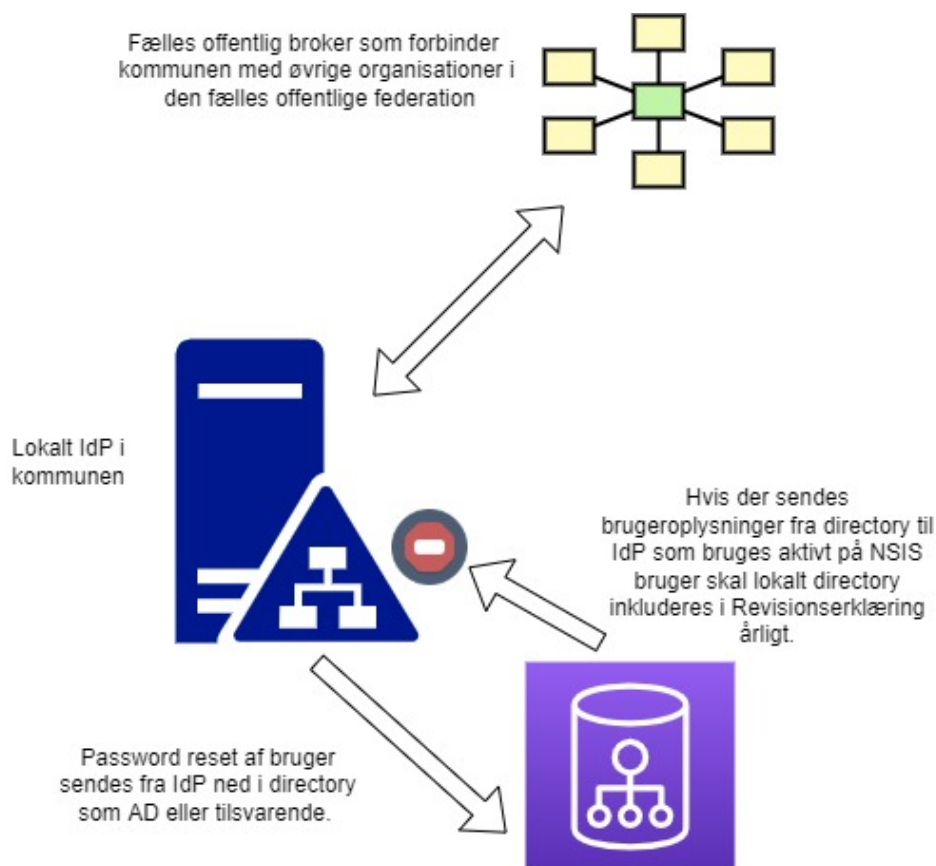 Fælles offentlig broker som forbinder
kommunen med øvrige organisationer i
den fælles offentlige federation
Lokalt IdP i
kommunen
Hvis der sendes
brugeroplysninger fra directory til
IdP som bruges aktivt på NSIS
bruger skal lokalt directory
inkluderes i Revisionserklæring
årligt.
Password reset af bruger
sendes fra IdP ned i directory
som AD eller tilsvarende.